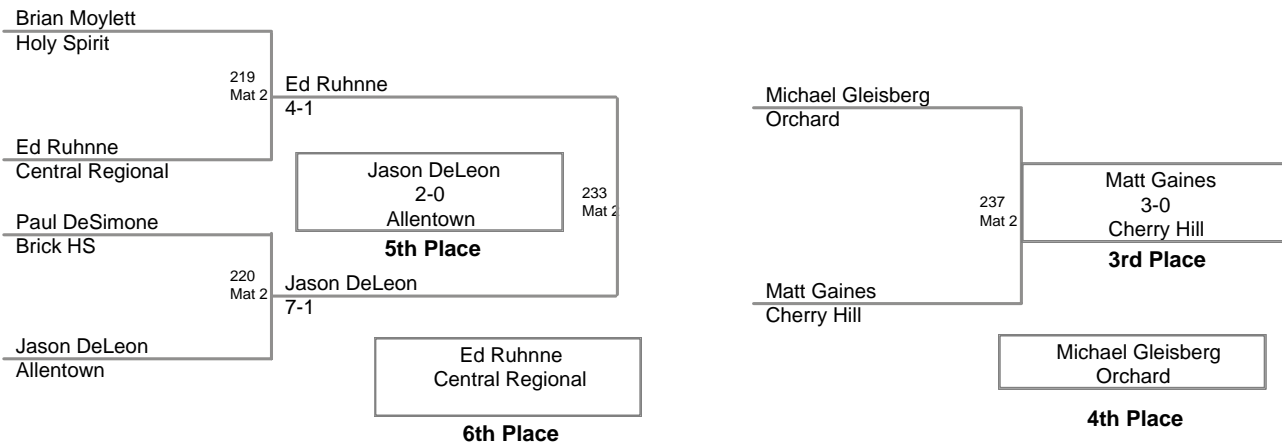 Brian Moylett
Holy Spirit
219
Mat 2
Ed Ruhnne
4-1
Ed Ruhnne
Central Regional
Jason DeLeon
2-0
Allentown
5th Place
233
Mat 2
Paul DeSimone
Brick HS
220
Mat 2
Jason DeLeon
7-1
Jason DeLeon
Allentown
Ed Ruhnne
Central Regional
6th Place
Michael Gleisberg
Orchard
237
Mat 2
Matt Gaines
3-0
Cherry Hill
3rd Place
Matt Gaines
Cherry Hill
Michael Gleisberg
Orchard
4th Place